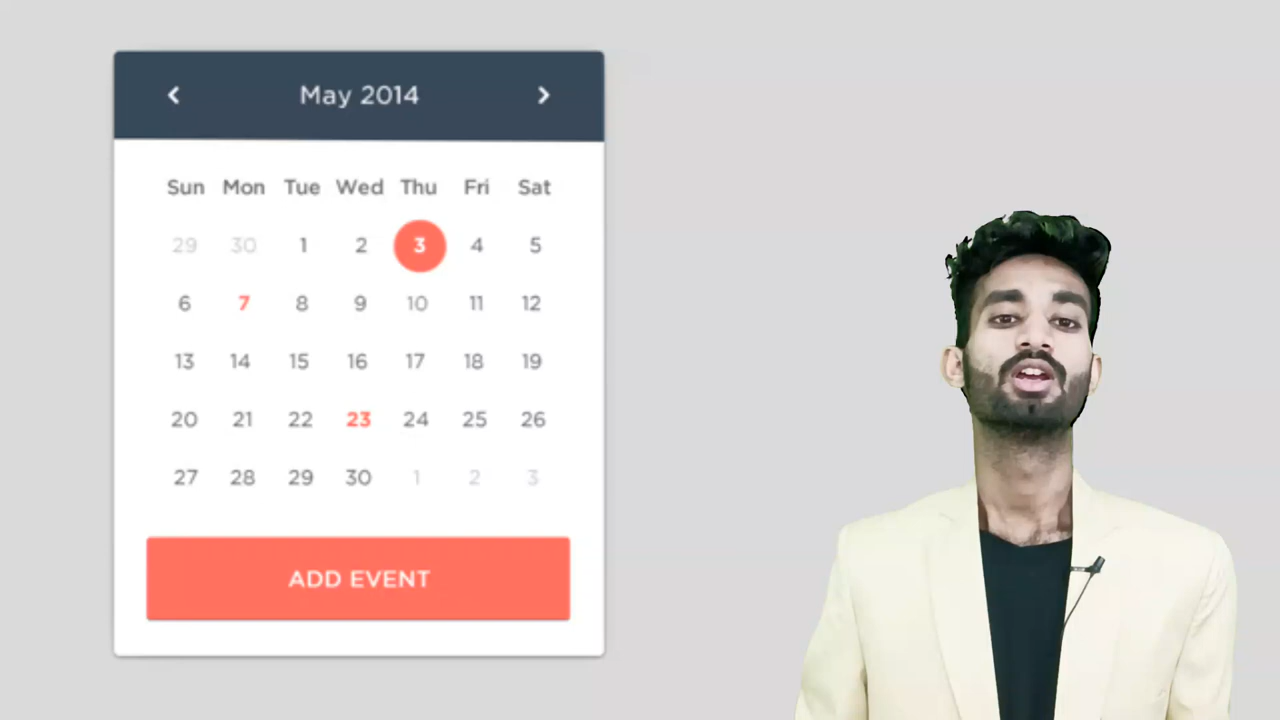 May 2014
Sun Mon Tue Wed Thu Fri Sat
29 30 1 2 3 4 5
6 7 8 9 10 11 12
13 14 15 16 17 18 19
20 21 22 23 24 25 26
27 28 29 30 1 2 3
ADD EVENT